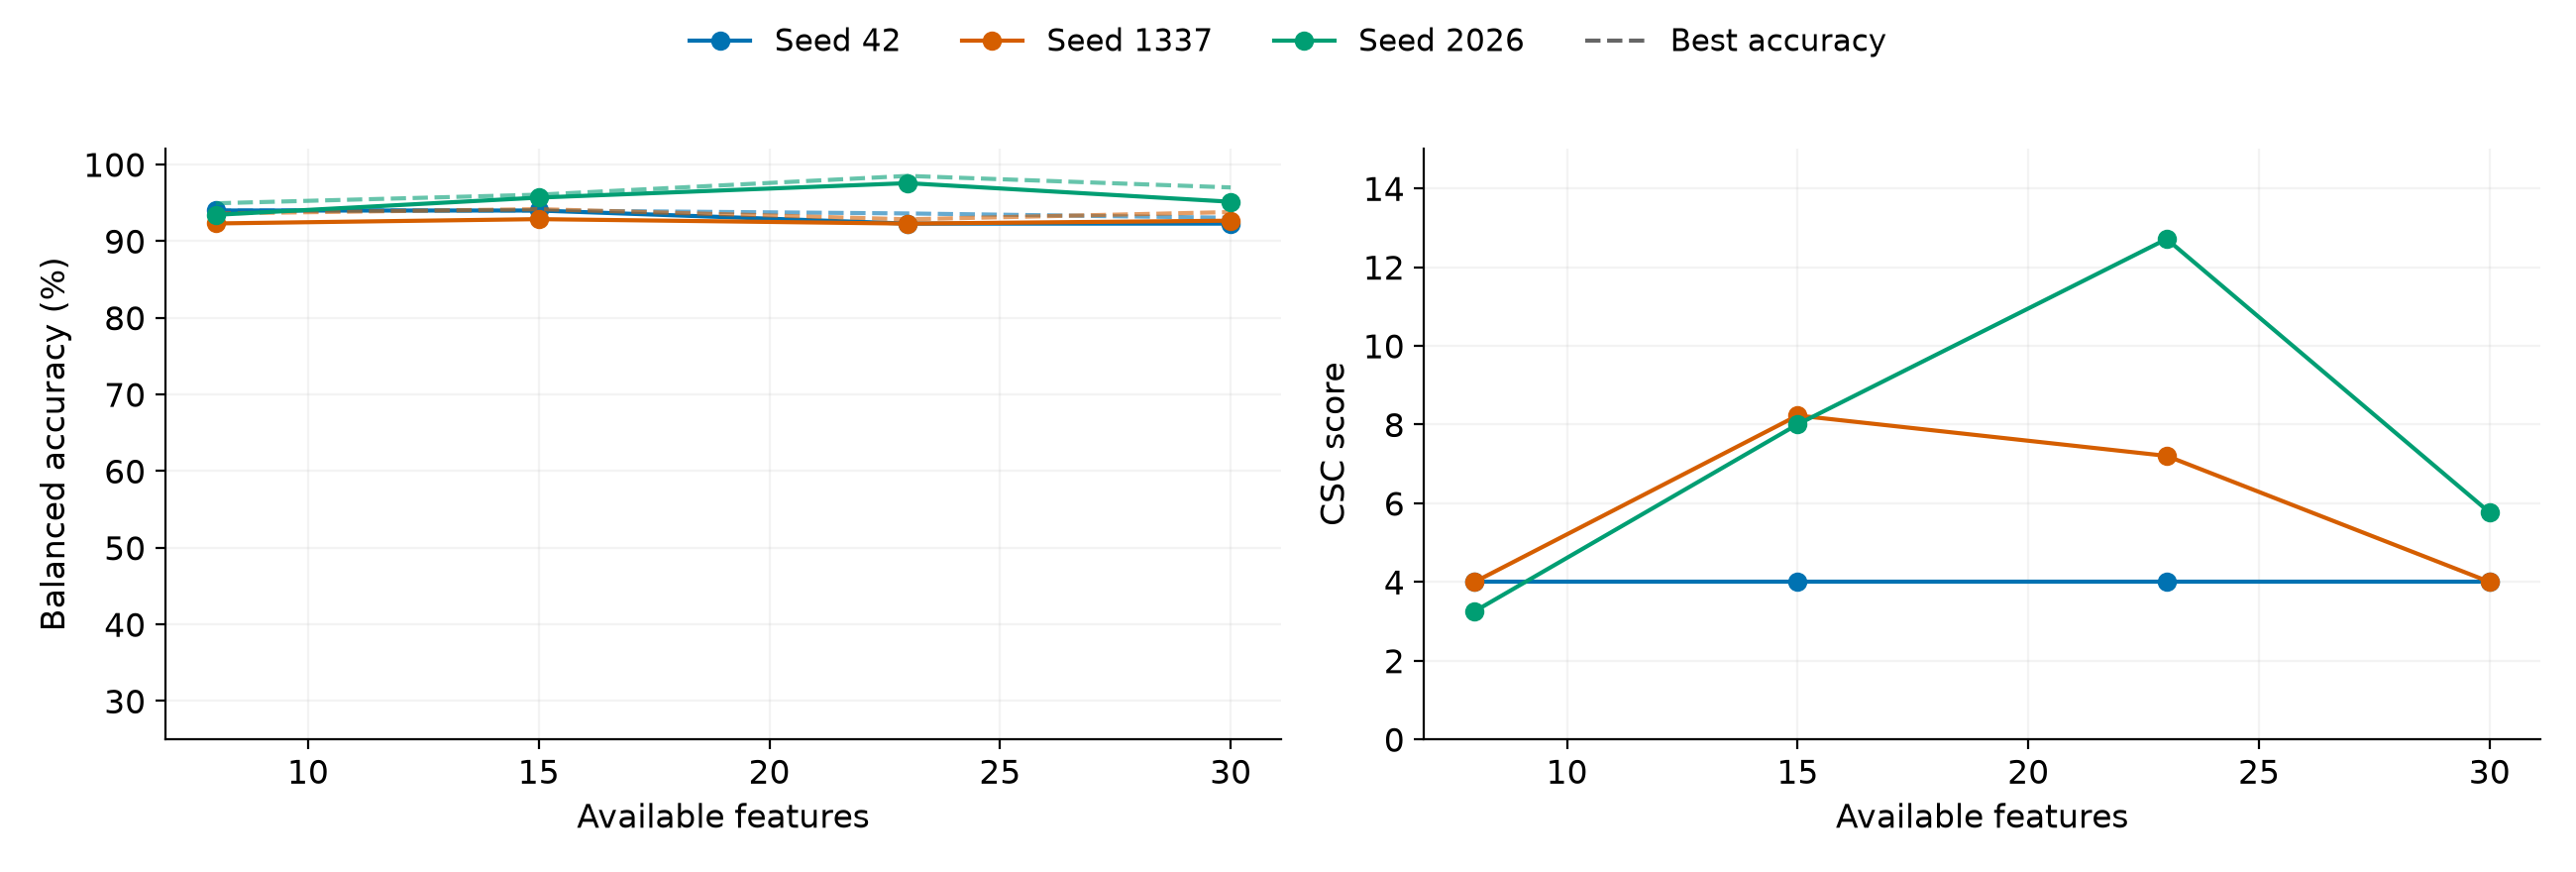 Seed 42 Seed 1337 Seed 2026 Best accuracy
Balanced accuracy (%)
100
90
80
70
60
50
40
30
10 15 20 25 30
Available features
CSC score
14
12
10
8
6
4
2
0
10 15 20 25 30
Available features